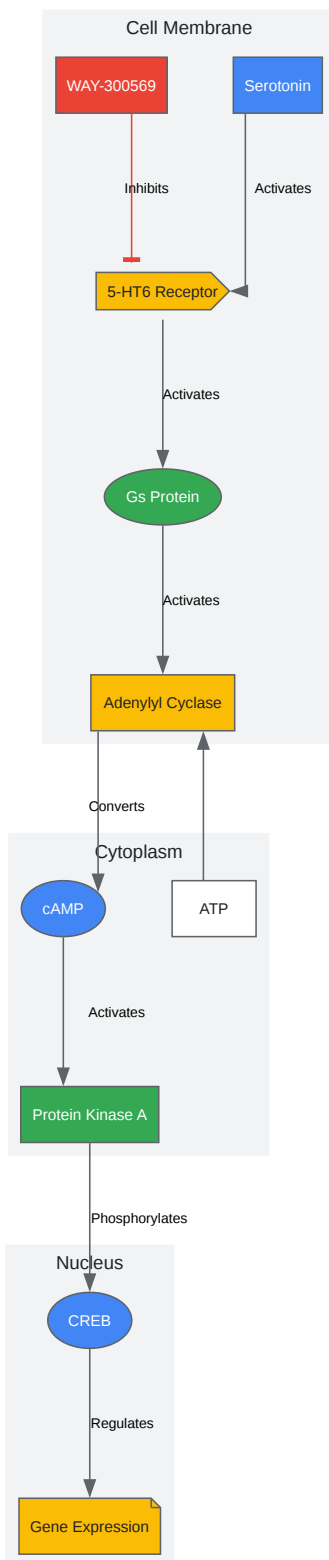 Cell Membrane
WAY-300569
Serotonin
Inhibits
Activates
5-HT6 Receptor
Activates
Gs Protein
Activates
Adenylyl Cyclase
Converts
Cytoplasm
cAMP
ATP
Activates
Protein Kinase A
Phosphorylates
Nucleus
CREB
Regulates
Gene Expression